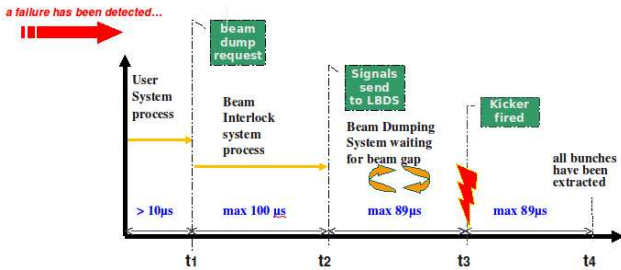 a failure has been detected...
beam
dump
request
Signals
send
to LBDS
Kicker
fired
User
System
process
Beam
Interlock
system
process
Beam Dumping
System waiting
for beam gap
all bunches
have been
extracted
> 10µs
max 100 µs
max 89µs
max 89µs
t1
t2
t3
t4